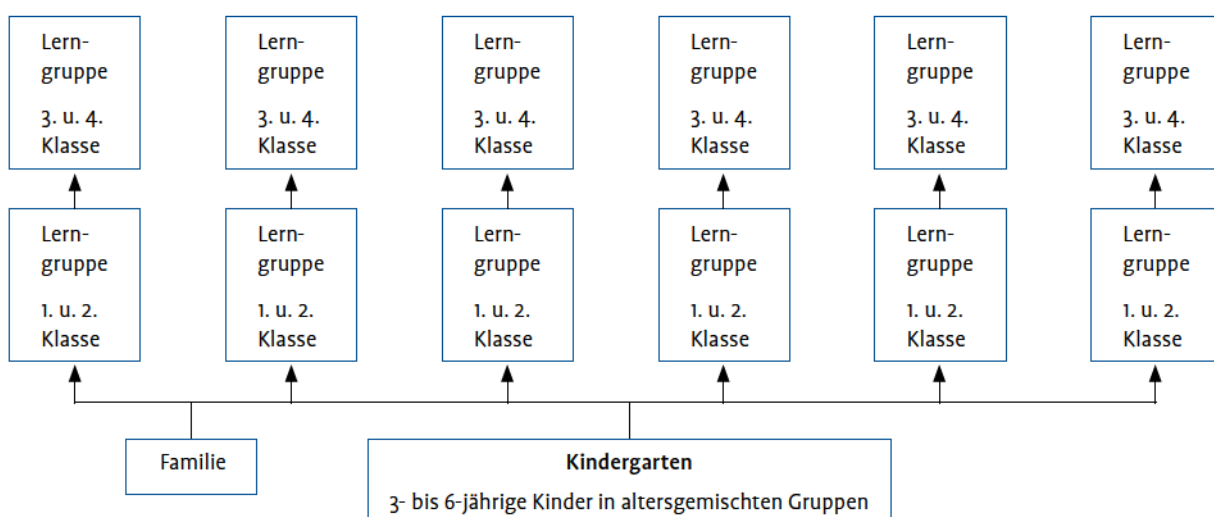 Lern-
gruppe
3. u. 4.
Klasse
Lern-
gruppe
3. u. 4.
Klasse
Lern-
gruppe
3. u. 4.
Klasse
Lern-
gruppe
3. u. 4.
Klasse
Lern-
gruppe
3. u. 4.
Klasse
Lern-
gruppe
3. u. 4.
Klasse
Lern-
gruppe
1. u. 2.
Klasse
Lern-
gruppe
1. u. 2.
Klasse
Lern-
gruppe
1. u. 2.
Klasse
Lern-
gruppe
1. u. 2.
Klasse
Lern-
gruppe
1. u. 2.
Klasse
Lern-
gruppe
1. u. 2.
Klasse
Familie
Kindergarten
3- bis 6-jährige Kinder in altersgemischten Gruppen